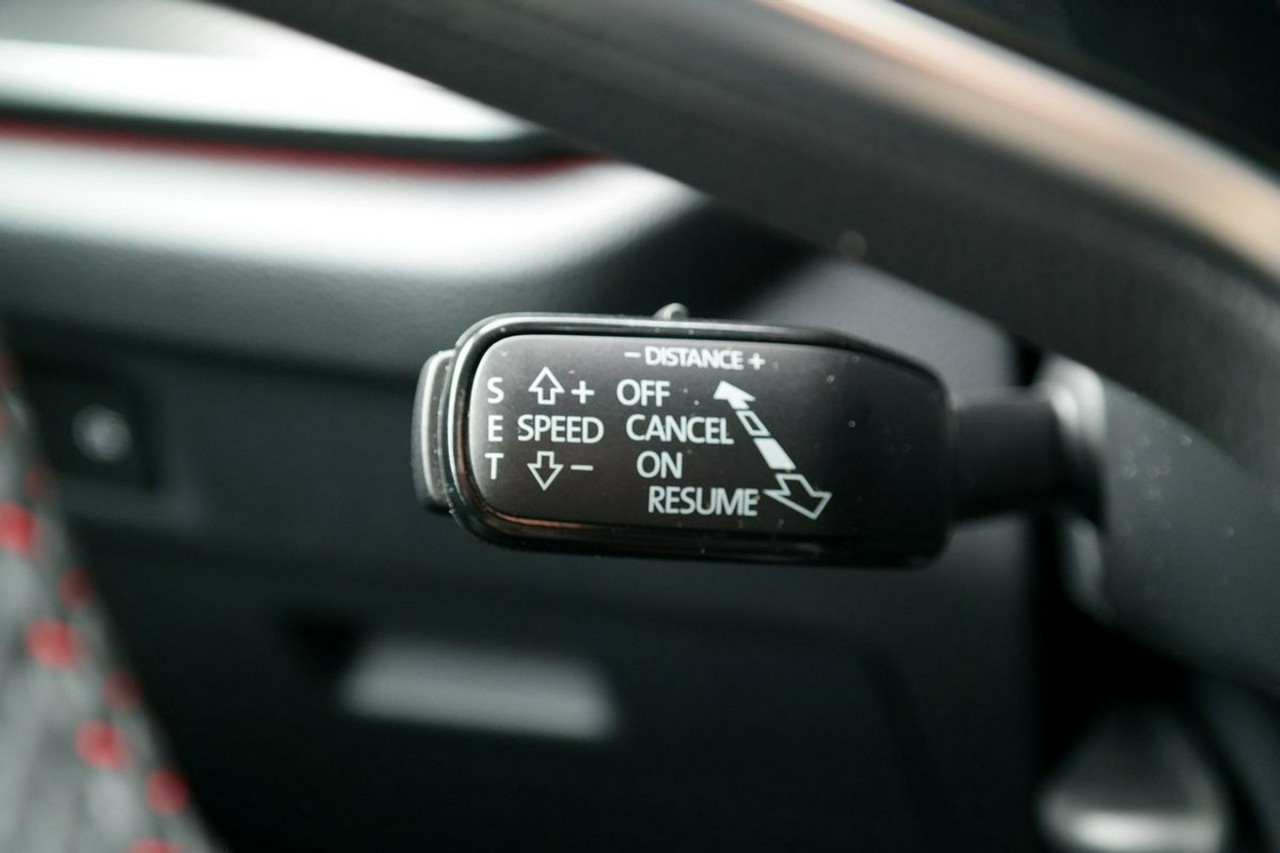 – DISTANCE +
S + OFF
E SPEED CANCEL
T – ON
RESUME